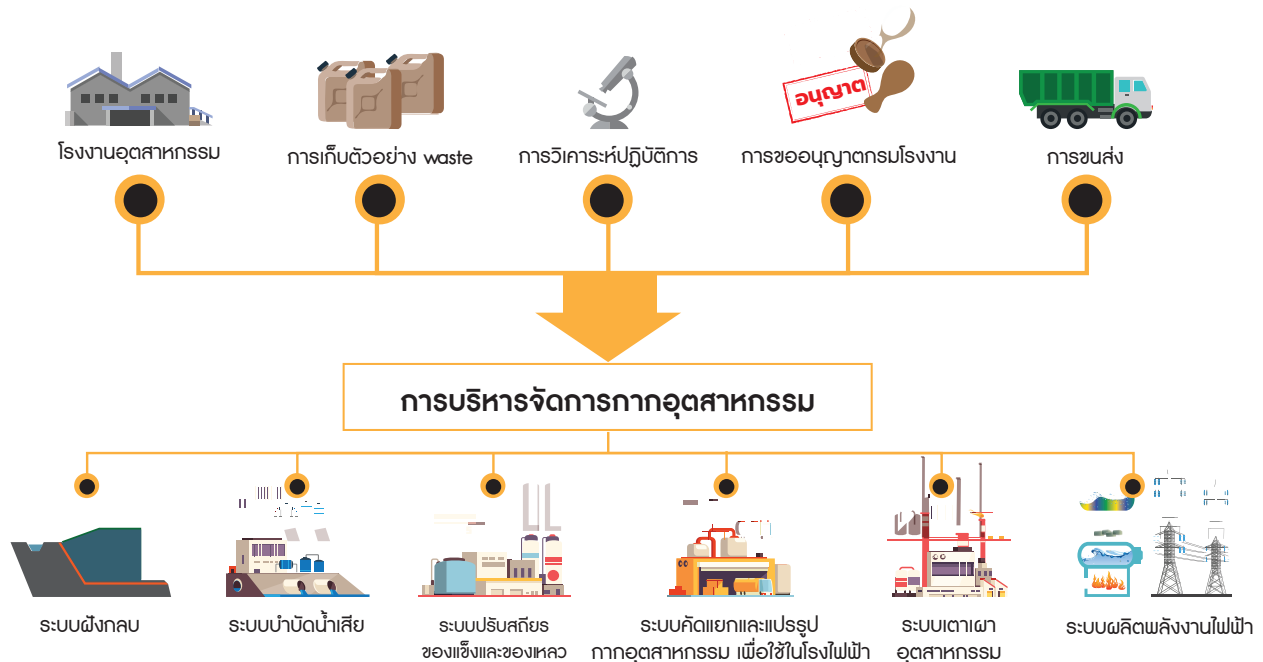 อนุญาต
โรงงานอุตสาหกรรม
การเก็บตัวอย่าง waste
การวิเคาระห์ปฏิบัติการ
การขออนุญาตกรมโรงงาน
การขนส่ง
การบริหารจัดการกากอุตสาหกรรม
ระบบฝังกลบ
ระบบบำบัดน้ำเสีย
ระบบปรับสถียร
ของแข็งและของเหลว
ระบบคัดแยกและแปรรูป
กากอุตสาหกรรม เพื่อใช้ในโรงไฟฟ้า
ระบบเตาเผา
อุตสาหกรรม
ระบบผลิตพลังงานไฟฟ้า